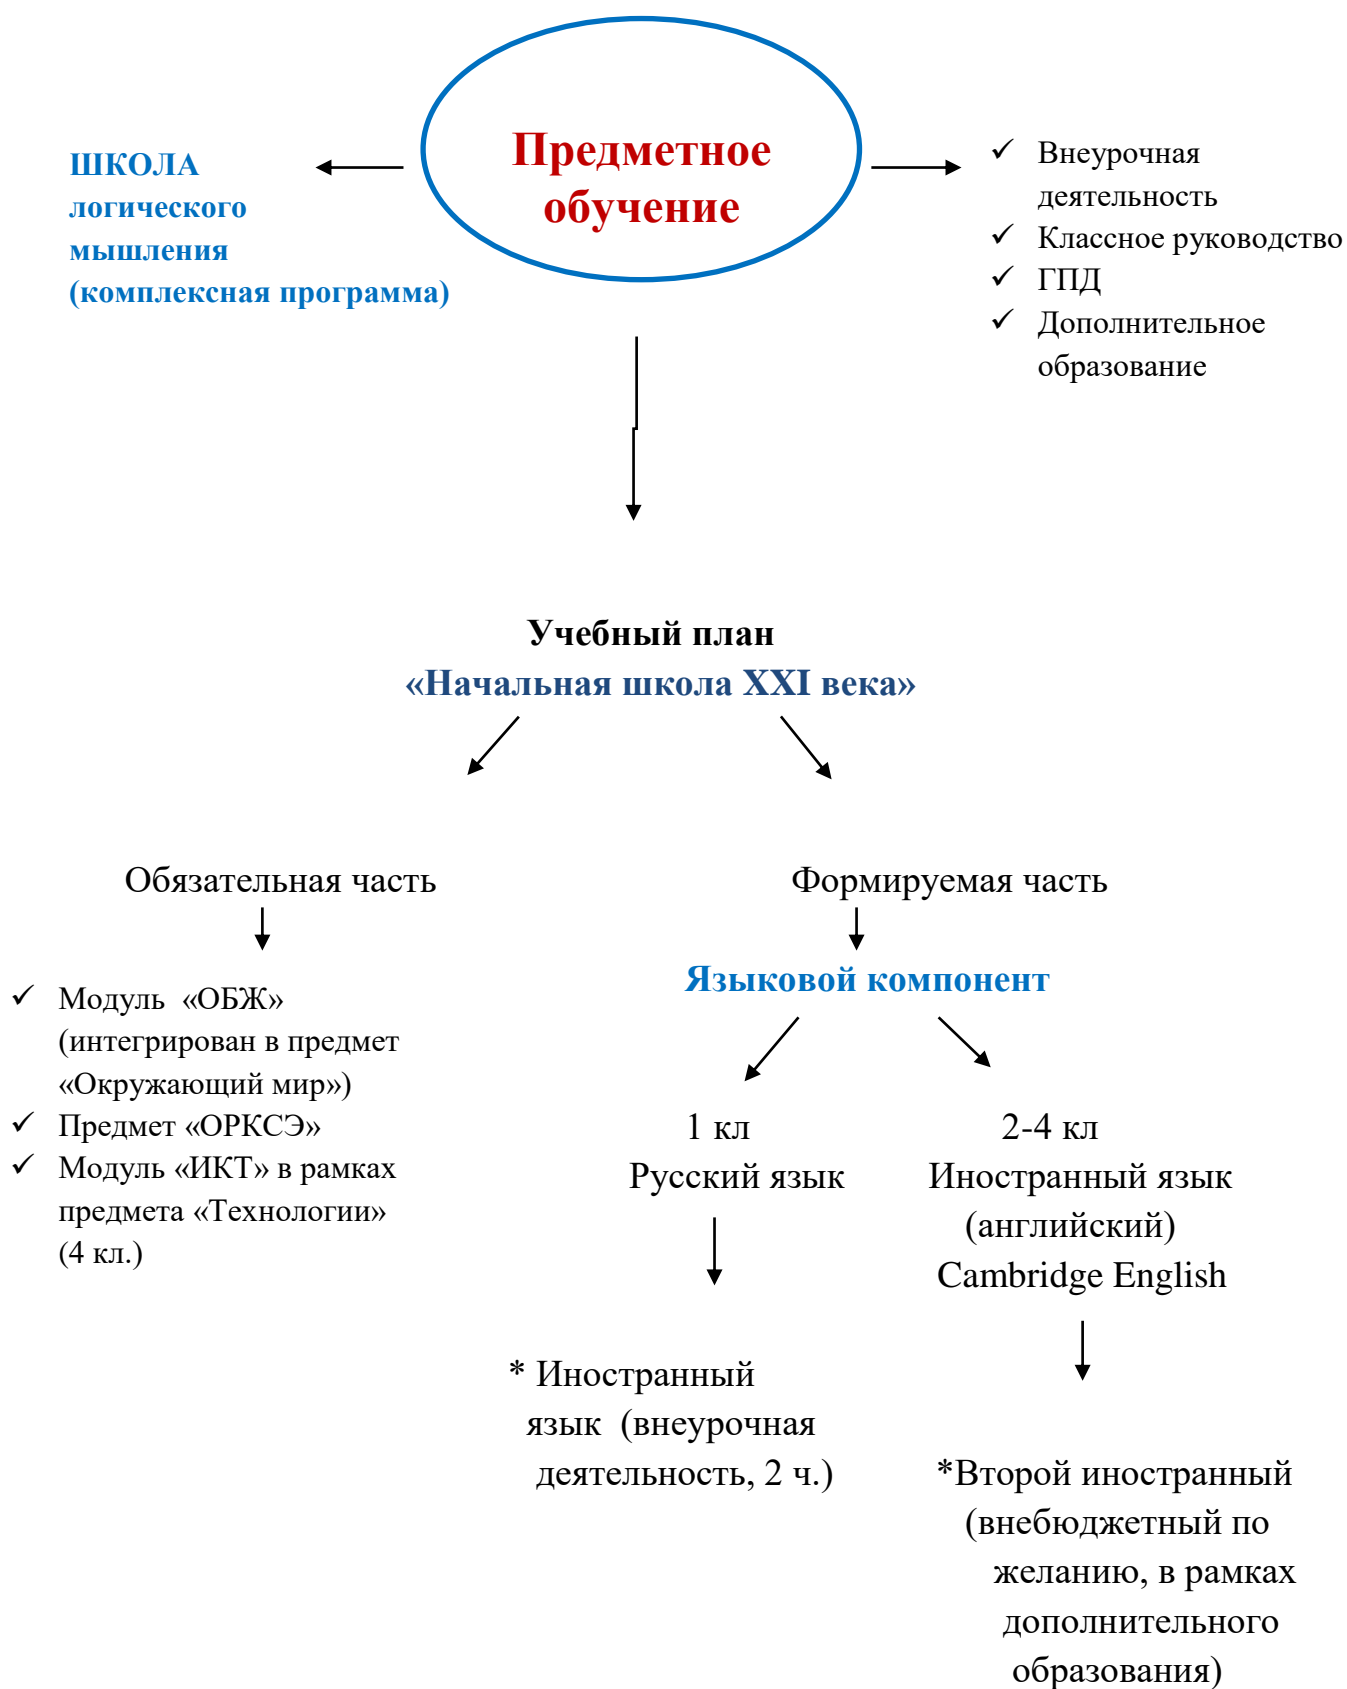 Предметное
обучение
ШКОЛА
логического
мышления
(комплексная программа)
✓ Внеурочная
деятельность
✓ Классное руководство
✓ ГПД
✓ Дополнительное
образование
Учебный план
«Начальная школа XXI века»
Обязательная часть
✓ Модуль «ОБЖ»
(интегрирован в предмет
«Окружающий мир»)
✓ Предмет «ОРКСЭ»
✓ Модуль «ИКТ» в рамках
предмета «Технологии»
(4 кл.)
Формируемая часть
Языковой компонент
1 кл
Русский язык
* Иностранный
язык (внеурочная
деятельность, 2 ч.)
2-4 кл
Иностранный язык
(английский)
Cambridge English
*Второй иностранный
(внебюджетный по
желанию, в рамках
дополнительного
образования)